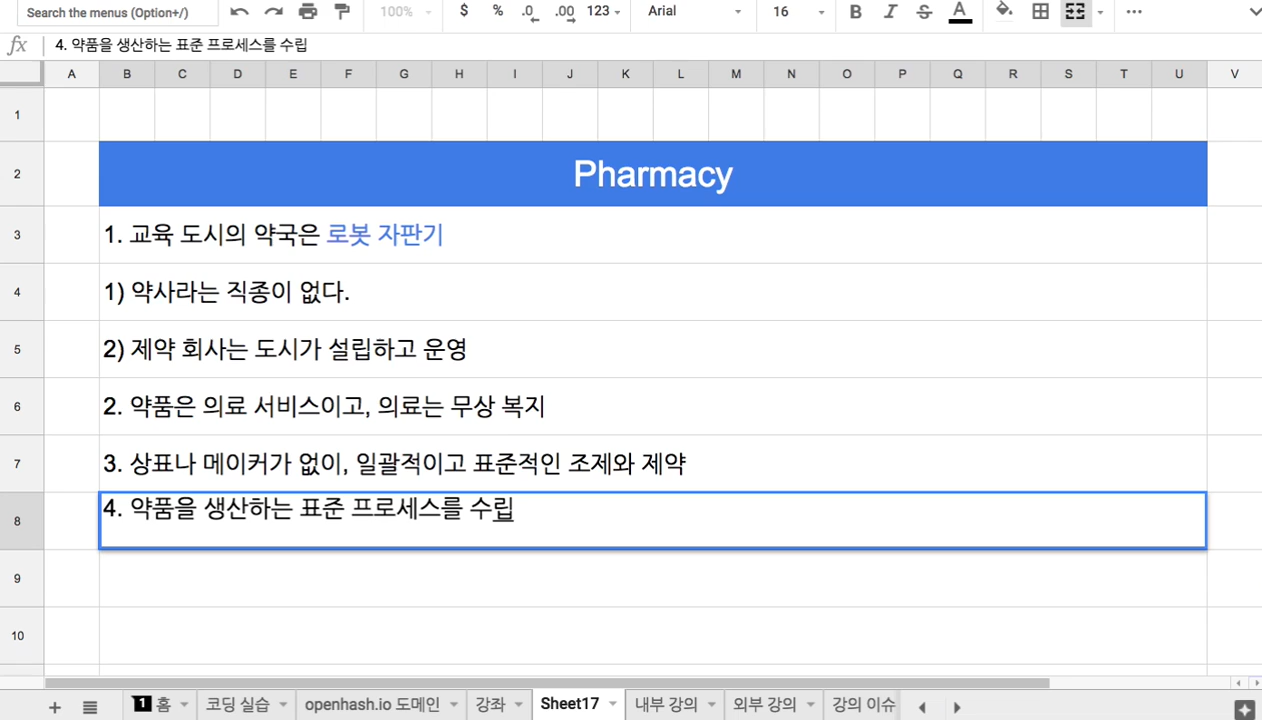 Search the menus (Option+/)
100%
$ % .0 .00 123
Arial
16
B I S A
fx
4. 약품을 생산하는 표준 프로세스를 수립
A B C D E F G H I J K L M N O P Q R S T U V
1
2 Pharmacy
3 1. 교육 도시의 약국은 로봇 자판기
4 1) 약사라는 직종이 없다.
5 2) 제약 회사는 도시가 설립하고 운영
6 2. 약품은 의료 서비스이고, 의료는 무상 복지
7 3. 상표나 메이커가 없이, 일괄적이고 표준적인 조제와 제약
8 4. 약품을 생산하는 표준 프로세스를 수립
9
10
1 홈 코딩 실습 openhash.io 도메인 강좌 Sheet17 내부 강의 외부 강의 강의 이슈